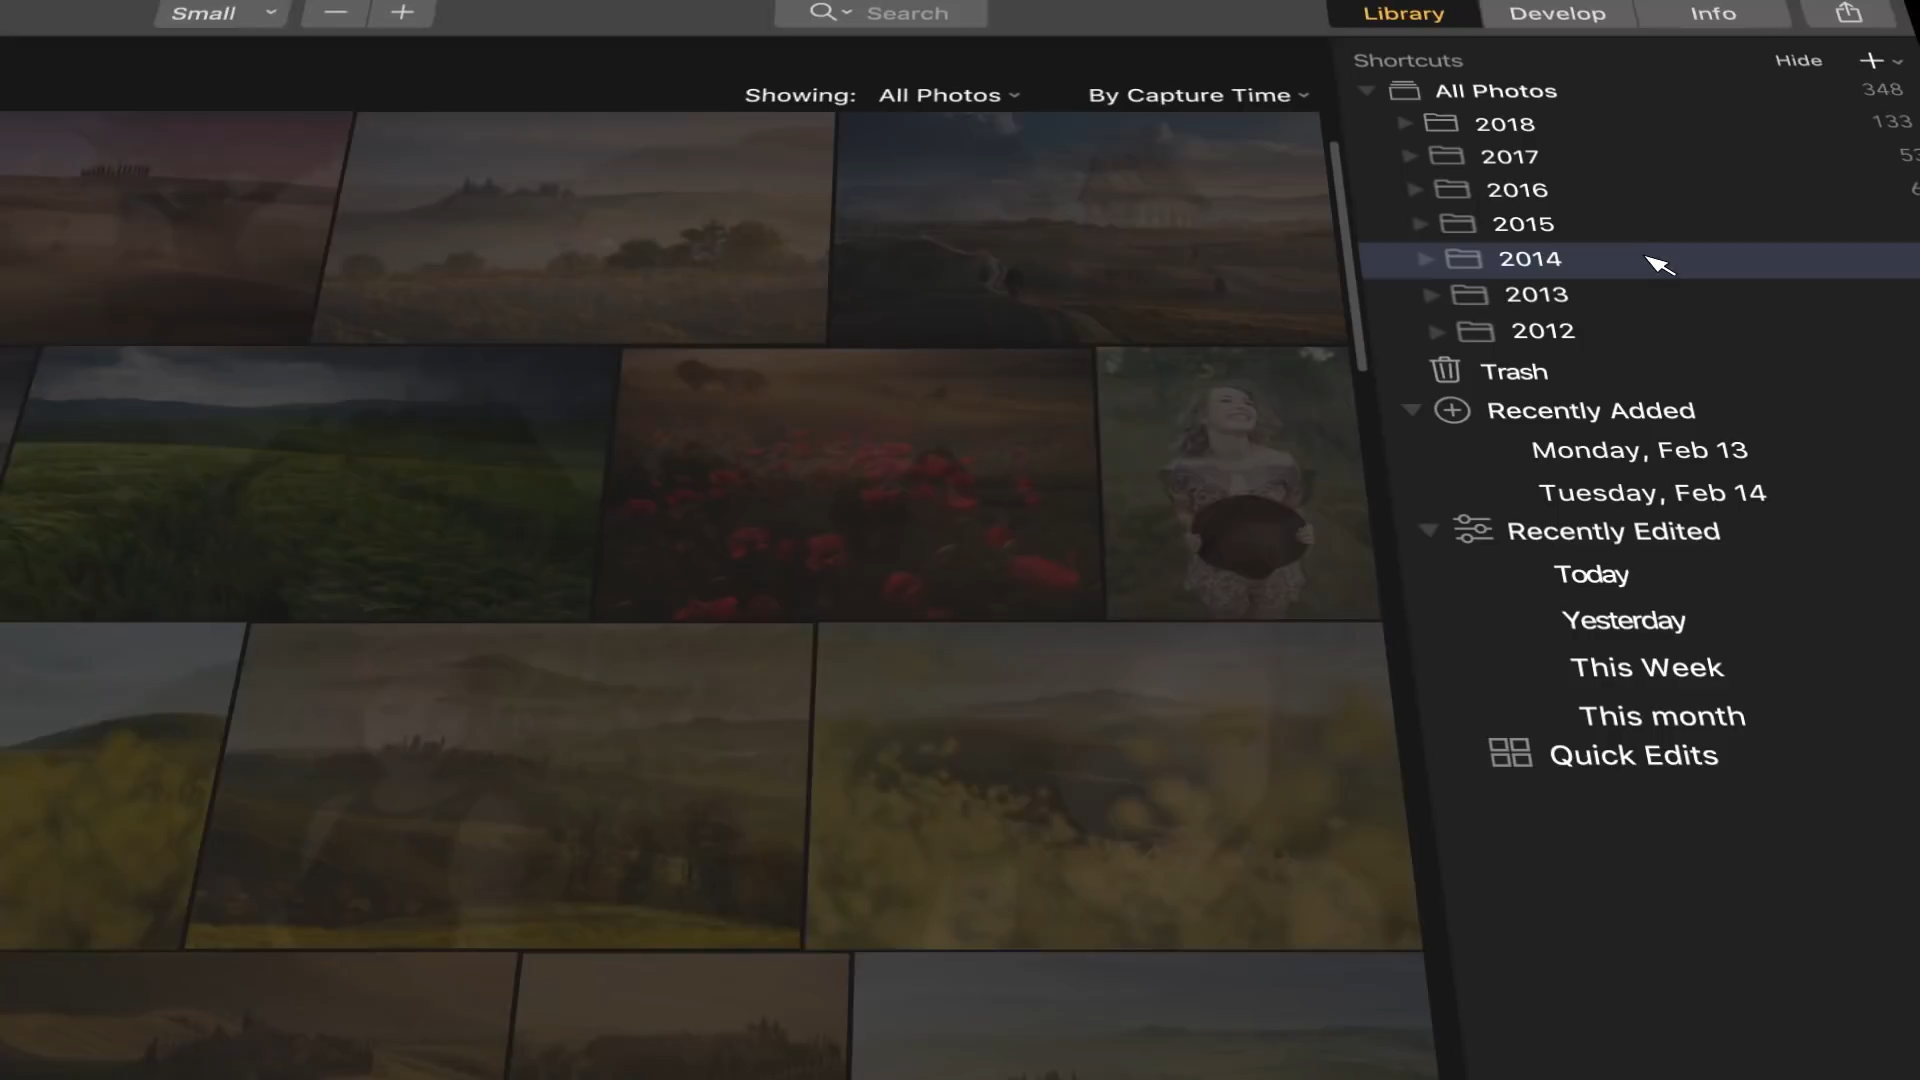 Small
Search
Library
Develop
Info
Shortcuts
Hide
Showing: All Photos
By Capture Time
All Photos 348
2018 133
2017
2016
2015
2014
2013
2012
Trash
Recently Added
Monday, Feb 13
Tuesday, Feb 14
Recently Edited
Today
Yesterday
This Week
This month
Quick Edits